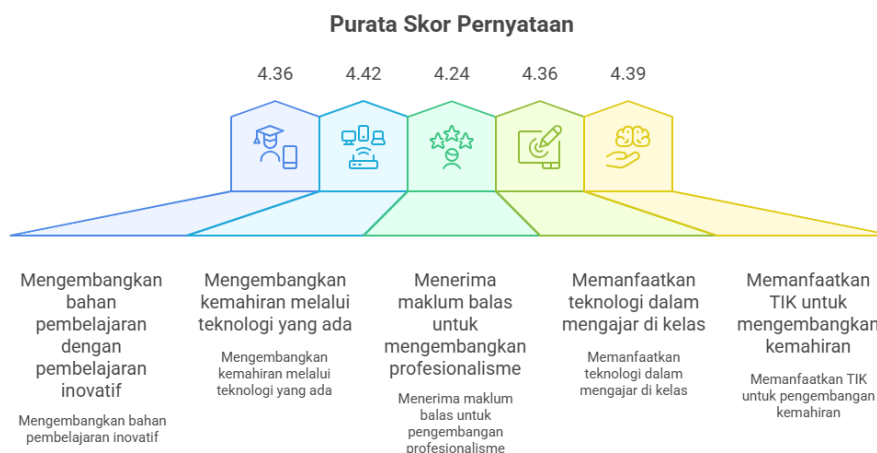 Purata Skor Pernyataan
4.36
4.42
4.24
4.36
4.39
Mengembangkan
bahan
pembelajaran
dengan
pembelajaran
inovatif
Mengembangkan bahan
pembelajaran inovatif
Mengembangkan
kemahiran melalui
teknologi yang ada
Mengembangkan
kemahiran melalui
teknologi yang ada
Menerima
maklum balas
untuk
mengembangkan
profesionalisme
Menerima maklum
balas untuk
pengembangan
profesionalisme
Memanfaatkan
teknologi dalam
mengajar di kelas
Memanfaatkan
teknologi dalam
mengajar di kelas
Memanfaatkan
TIK untuk
mengembangkan
kemahiran
Memanfaatkan TIK
untuk pengembangan
kemahiran